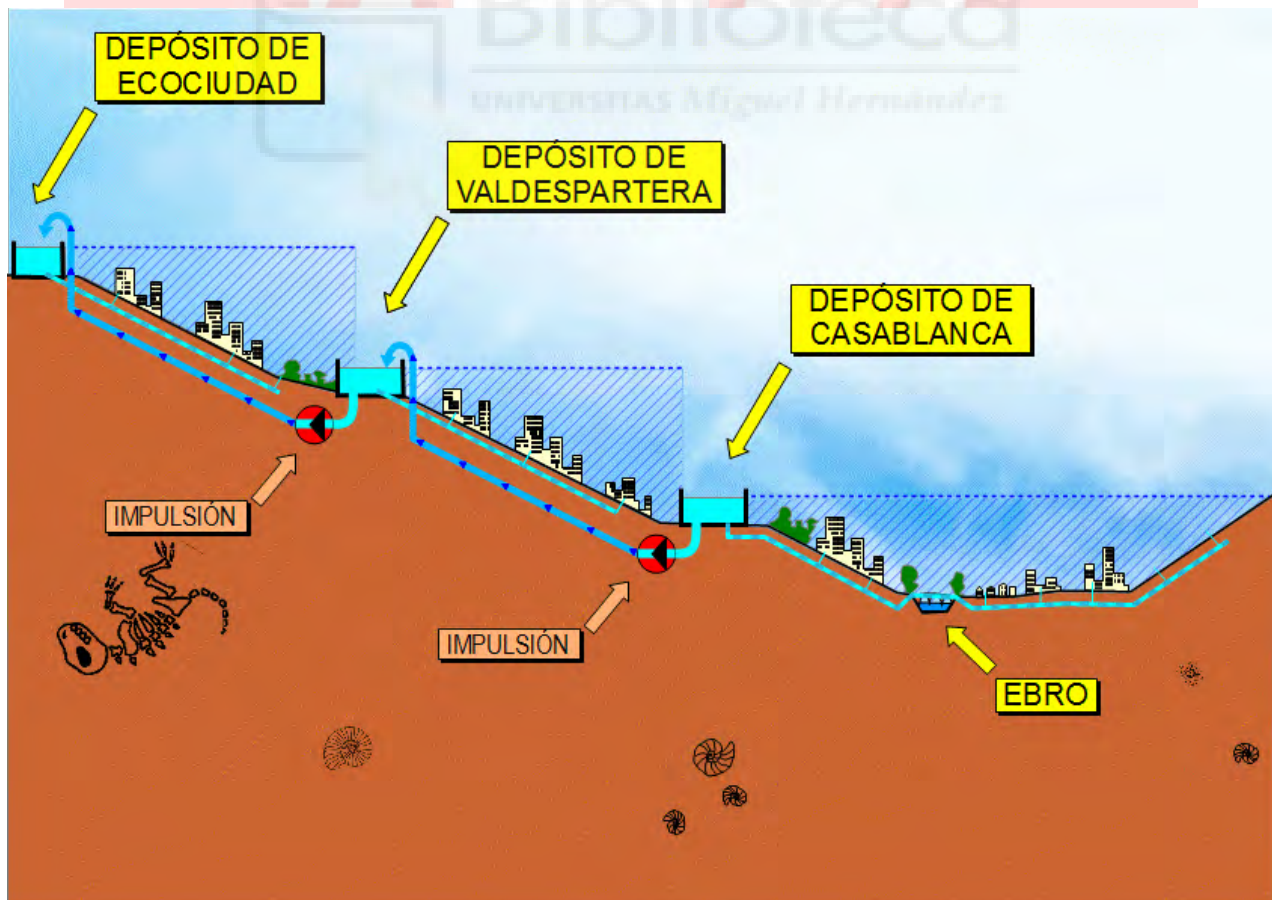 Biblioteca
UNIVERSITAS Miguel Hernández
DEPÓSITO DE
ECOCIUDAD
DEPÓSITO DE
VALDESPARTERA
DEPÓSITO DE
CASABLANCA
IMPULSIÓN
IMPULSIÓN
EBRO